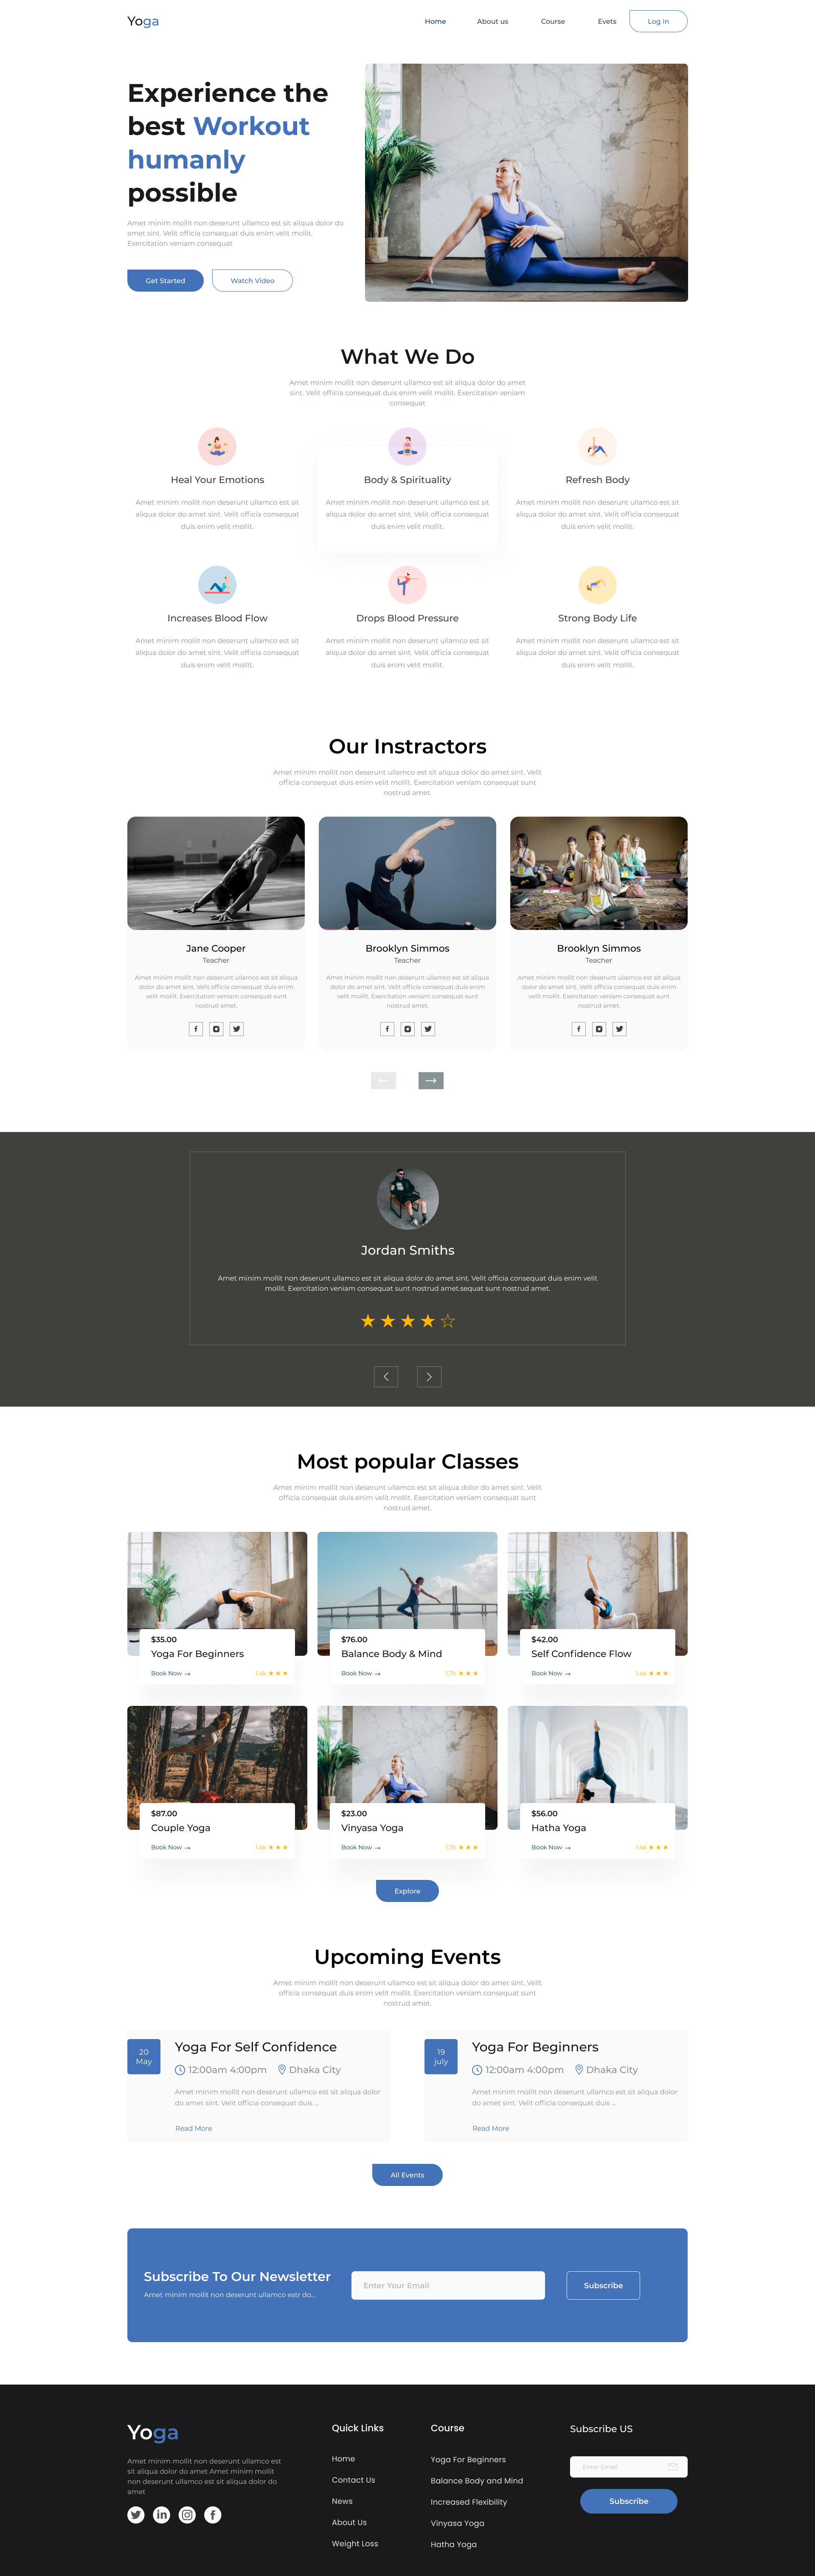 Yoga
Home About us Course Evets Log In
Experience the
best Workout
humanly
possible
Amet minim mollit non deserunt ullamco est sit aliqua dolor do
amet sint. Velit officia consequat duis enim velit mollit.
Exercitation veniam consequat
Get Started Watch Video
What We Do
Amet minim mollit non deserunt ullamco est sit aliqua dolor do amet
sint. Velit officia consequat duis enim velit mollit. Exercitation veniam
consequat
Heal Your Emotions
Amet minim mollit non deserunt ullamco est sit
aliqua dolor do amet sint. Velit officia consequat
duis enim velit mollit.
Body & Spirituality
Amet minim mollit non deserunt ullamco est sit
aliqua dolor do amet sint. Velit officia consequat
duis enim velit mollit.
Refresh Body
Amet minim mollit non deserunt ullamco est sit
aliqua dolor do amet sint. Velit officia consequat
duis enim velit mollit.
Increases Blood Flow
Amet minim mollit non deserunt ullamco est sit
aliqua dolor do amet sint. Velit officia consequat
duis enim velit mollit.
Drops Blood Pressure
Amet minim mollit non deserunt ullamco est sit
aliqua dolor do amet sint. Velit officia consequat
duis enim velit mollit.
Strong Body Life
Amet minim mollit non deserunt ullamco est sit
aliqua dolor do amet sint. Velit officia consequat
duis enim velit mollit.
Our Instractors
Amet minim mollit non deserunt ullamco est sit aliqua dolor do amet sint. Velit
officia consequat duis enim velit mollit. Exercitation veniam consequat sunt
nostrud amet.
Jane Cooper
Teacher
Amet minim mollit non deserunt ullamco est sit aliqua
dolor do amet sint. Velit officia consequat duis enim
velit mollit. Exercitation veniam consequat sunt
nostrud amet.
Brooklyn Simmos
Teacher
Amet minim mollit non deserunt ullamco est sit aliqua
dolor do amet sint. Velit officia consequat duis enim
velit mollit. Exercitation veniam consequat sunt
nostrud amet.
Brooklyn Simmos
Teacher
Amet minim mollit non deserunt ullamco est sit aliqua
dolor do amet sint. Velit officia consequat duis enim
velit mollit. Exercitation veniam consequat sunt
nostrud amet.
Jordan Smiths
Amet minim mollit non deserunt ullamco est sit aliqua dolor do amet sint. Velit officia consequat duis enim velit
mollit. Exercitation veniam consequat sunt nostrud amet.sequat sunt nostrud amet.
Most popular Classes
Amet minim mollit non deserunt ullamco est sit aliqua dolor do amet sint. Velit
officia consequat duis enim velit mollit. Exercitation veniam consequat sunt
nostrud amet.
$35.00
Yoga For Beginners
Book Now
$76.00
Balance Body & Mind
Book Now 1.7k
$42.00
Self Confidence Flow
Book Now
$87.00
Couple Yoga
Book Now
$23.00
Vinyasa Yoga
Book Now 1.7k
$56.00
Hatha Yoga
Book Now
Explore
Upcoming Events
Amet minim mollit non deserunt ullamco est sit aliqua dolor do amet sint. Velit
officia consequat duis enim velit mollit. Exercitation veniam consequat sunt
nostrud amet.
20
May
Yoga For Self Confidence
12:00am 4:00pm Dhaka City
Amet minim mollit non deserunt ullamco est sit aliqua dolor
do amet sint. Velit officia consequat duis ...
Read More
19
july
Yoga For Beginners
12:00am 4:00pm Dhaka City
Amet minim mollit non deserunt ullamco est sit aliqua dolor
do amet sint. Velit officia consequat duis ...
Read More
All Events
Subscribe To Our Newsletter
Amet minim mollit non deserunt ullamco estr do...
Enter Your Email
Subscribe
Yoga
Amet minim mollit non deserunt ullamco est
sit aliqua dolor do amet Amet minim mollit
non deserunt ullamco est sit aliqua dolor do
amet
Quick Links
Home
Contact Us
News
About Us
Weight Loss
Course
Yoga For Beginners
Balance Body and Mind
Increased Flexibility
Vinyasa Yoga
Hatha Yoga
Subscribe US
Enter Email
Subscribe